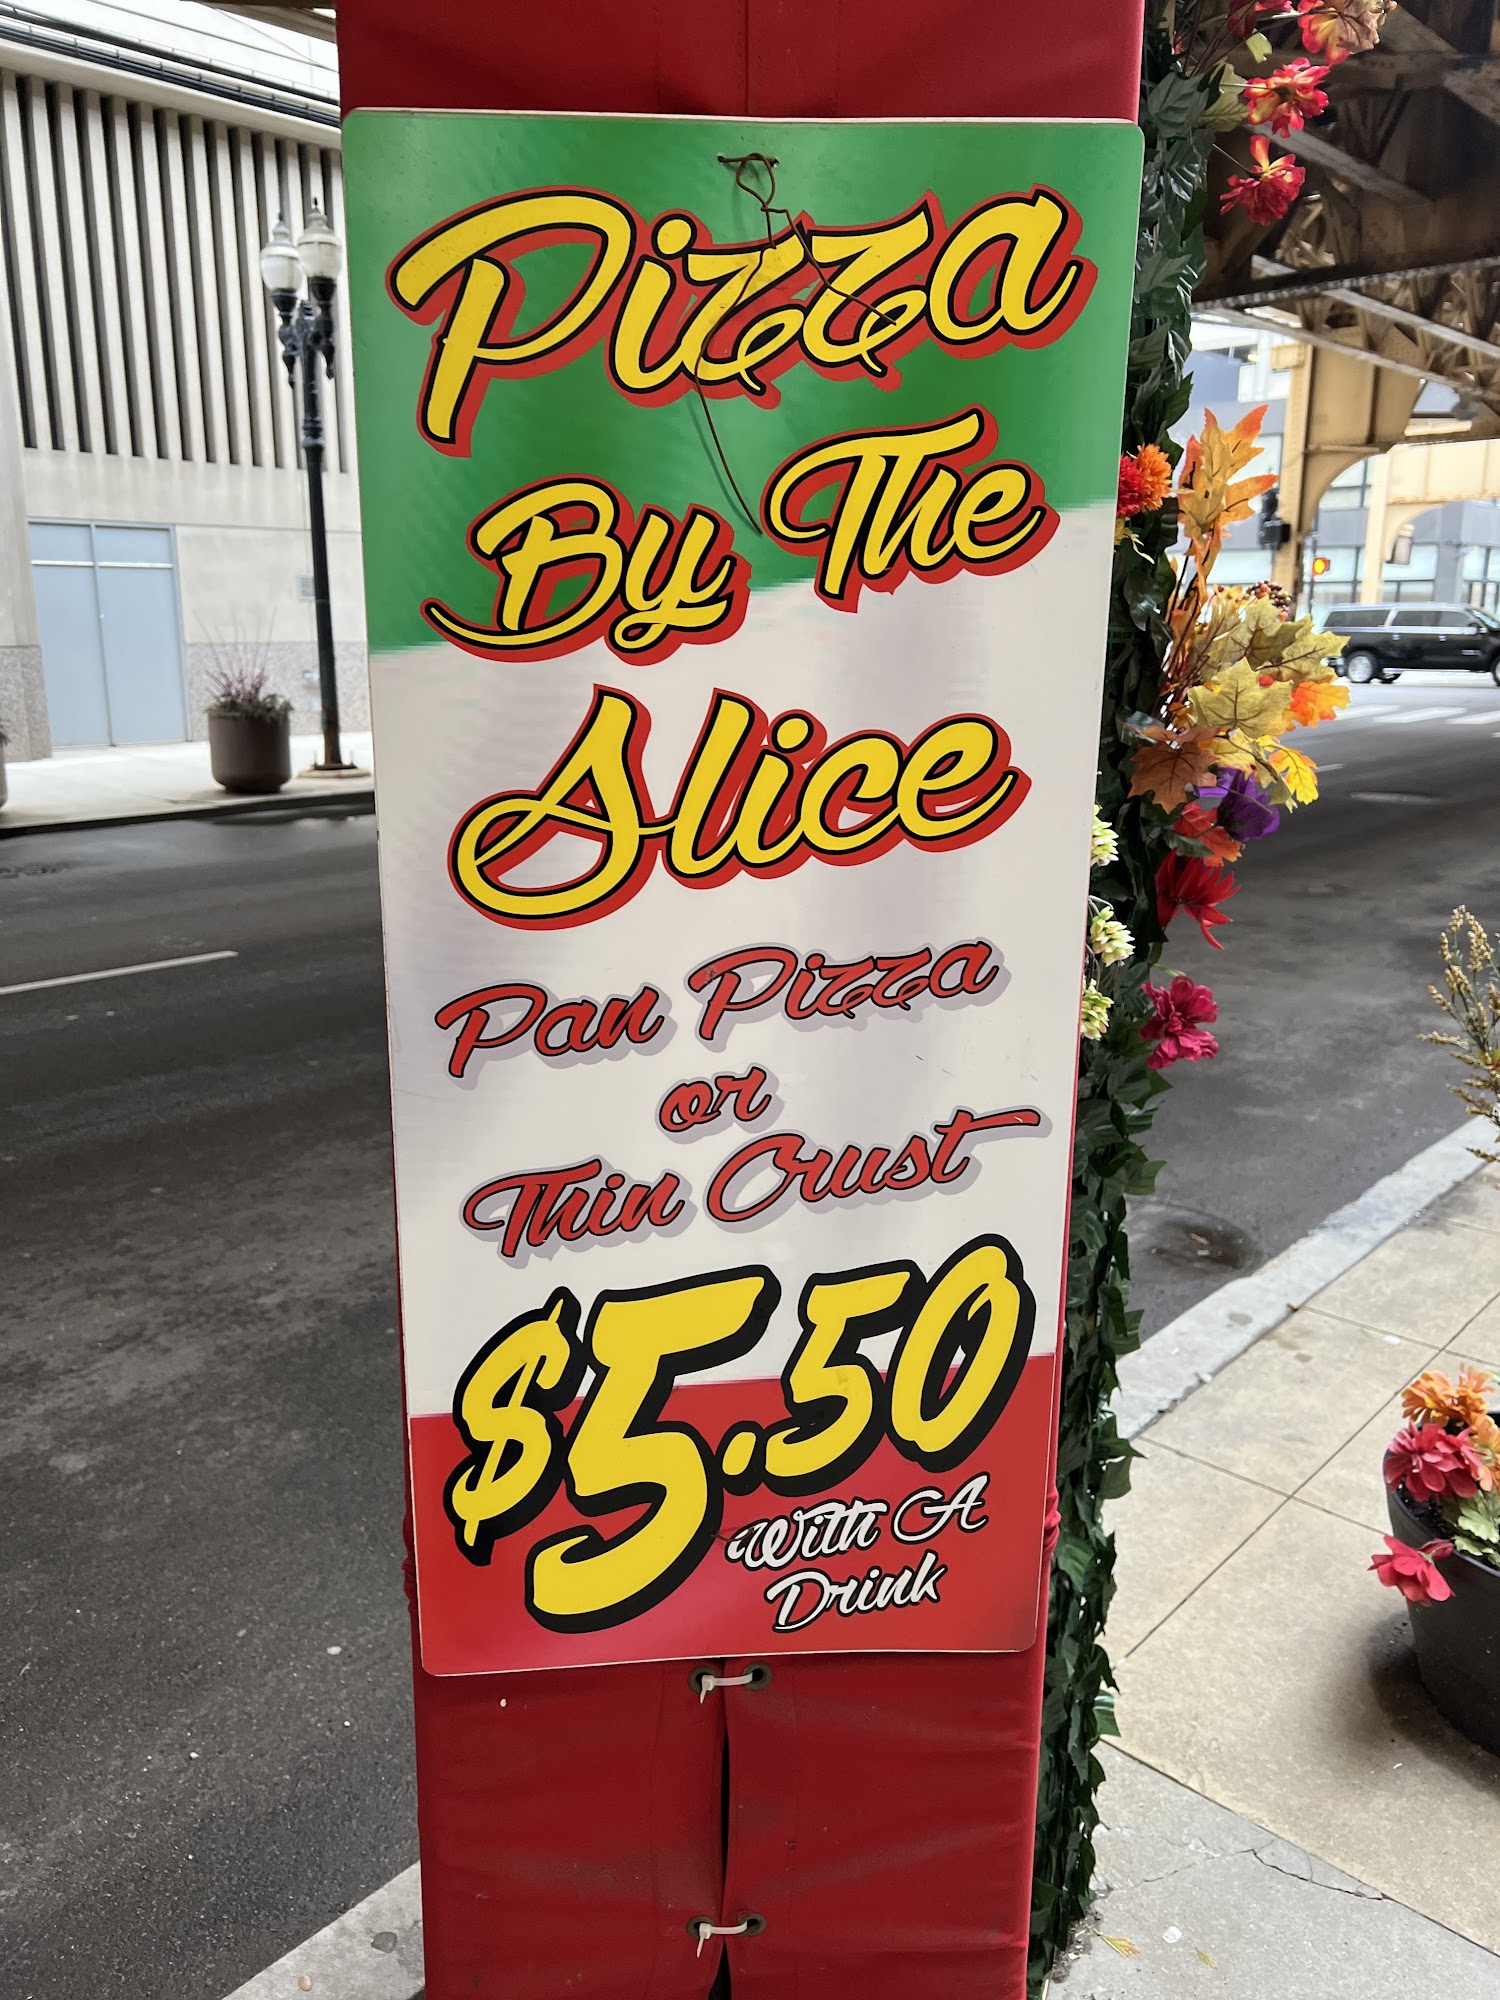 Pizza
By The
Slice
Pan Pizza
or
Thin Crust
$5.50
With A
Drink